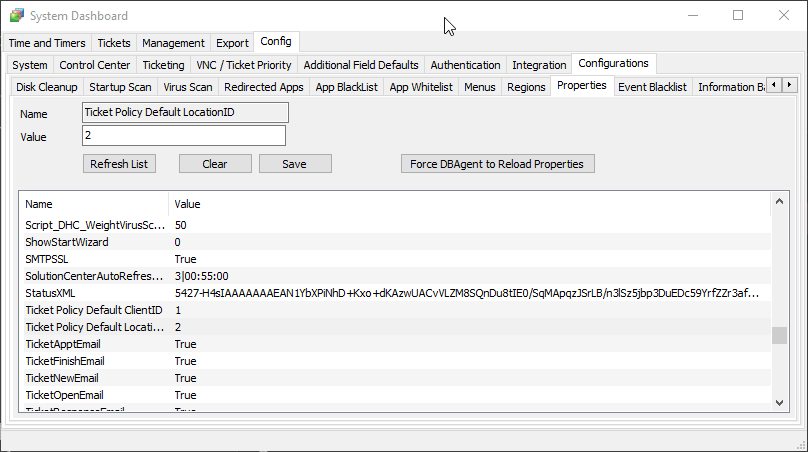 System Dashboard
Time and Timers Tickets Management Export Config
System Control Center Ticketing VNC / Ticket Priority Additional Field Defaults Authentication Integration Configurations
Disk Cleanup Startup Scan Virus Scan Redirected Apps App BlackList App Whitelist Menus Regions Properties Event Blacklist Information Ba
Name Ticket Policy Default LocationID
Value 2
Refresh List Clear Save Force DBAgent to Reload Properties
Name Value
Script_DHC_WeightVirusSc... 50
ShowStartWizard 0
SMTPSSL True
SolutionCenterAutoRefres... 3|00:55:00
StatusXML 5427-H4sIAAAAAAAEAN1YbXPiNhD+Kxo+dKAzwUACvVLZM8SQnDu8tIE0/SqMApqzJSrLB/n3lSz5jbp3DuEDc59YrfZZr3af...
Ticket Policy Default ClientID 1
Ticket Policy Default Locati... 2
TicketApptEmail True
TicketFinishEmail True
TicketNewEmail True
TicketOpenEmail True
TicketResponseEmail True